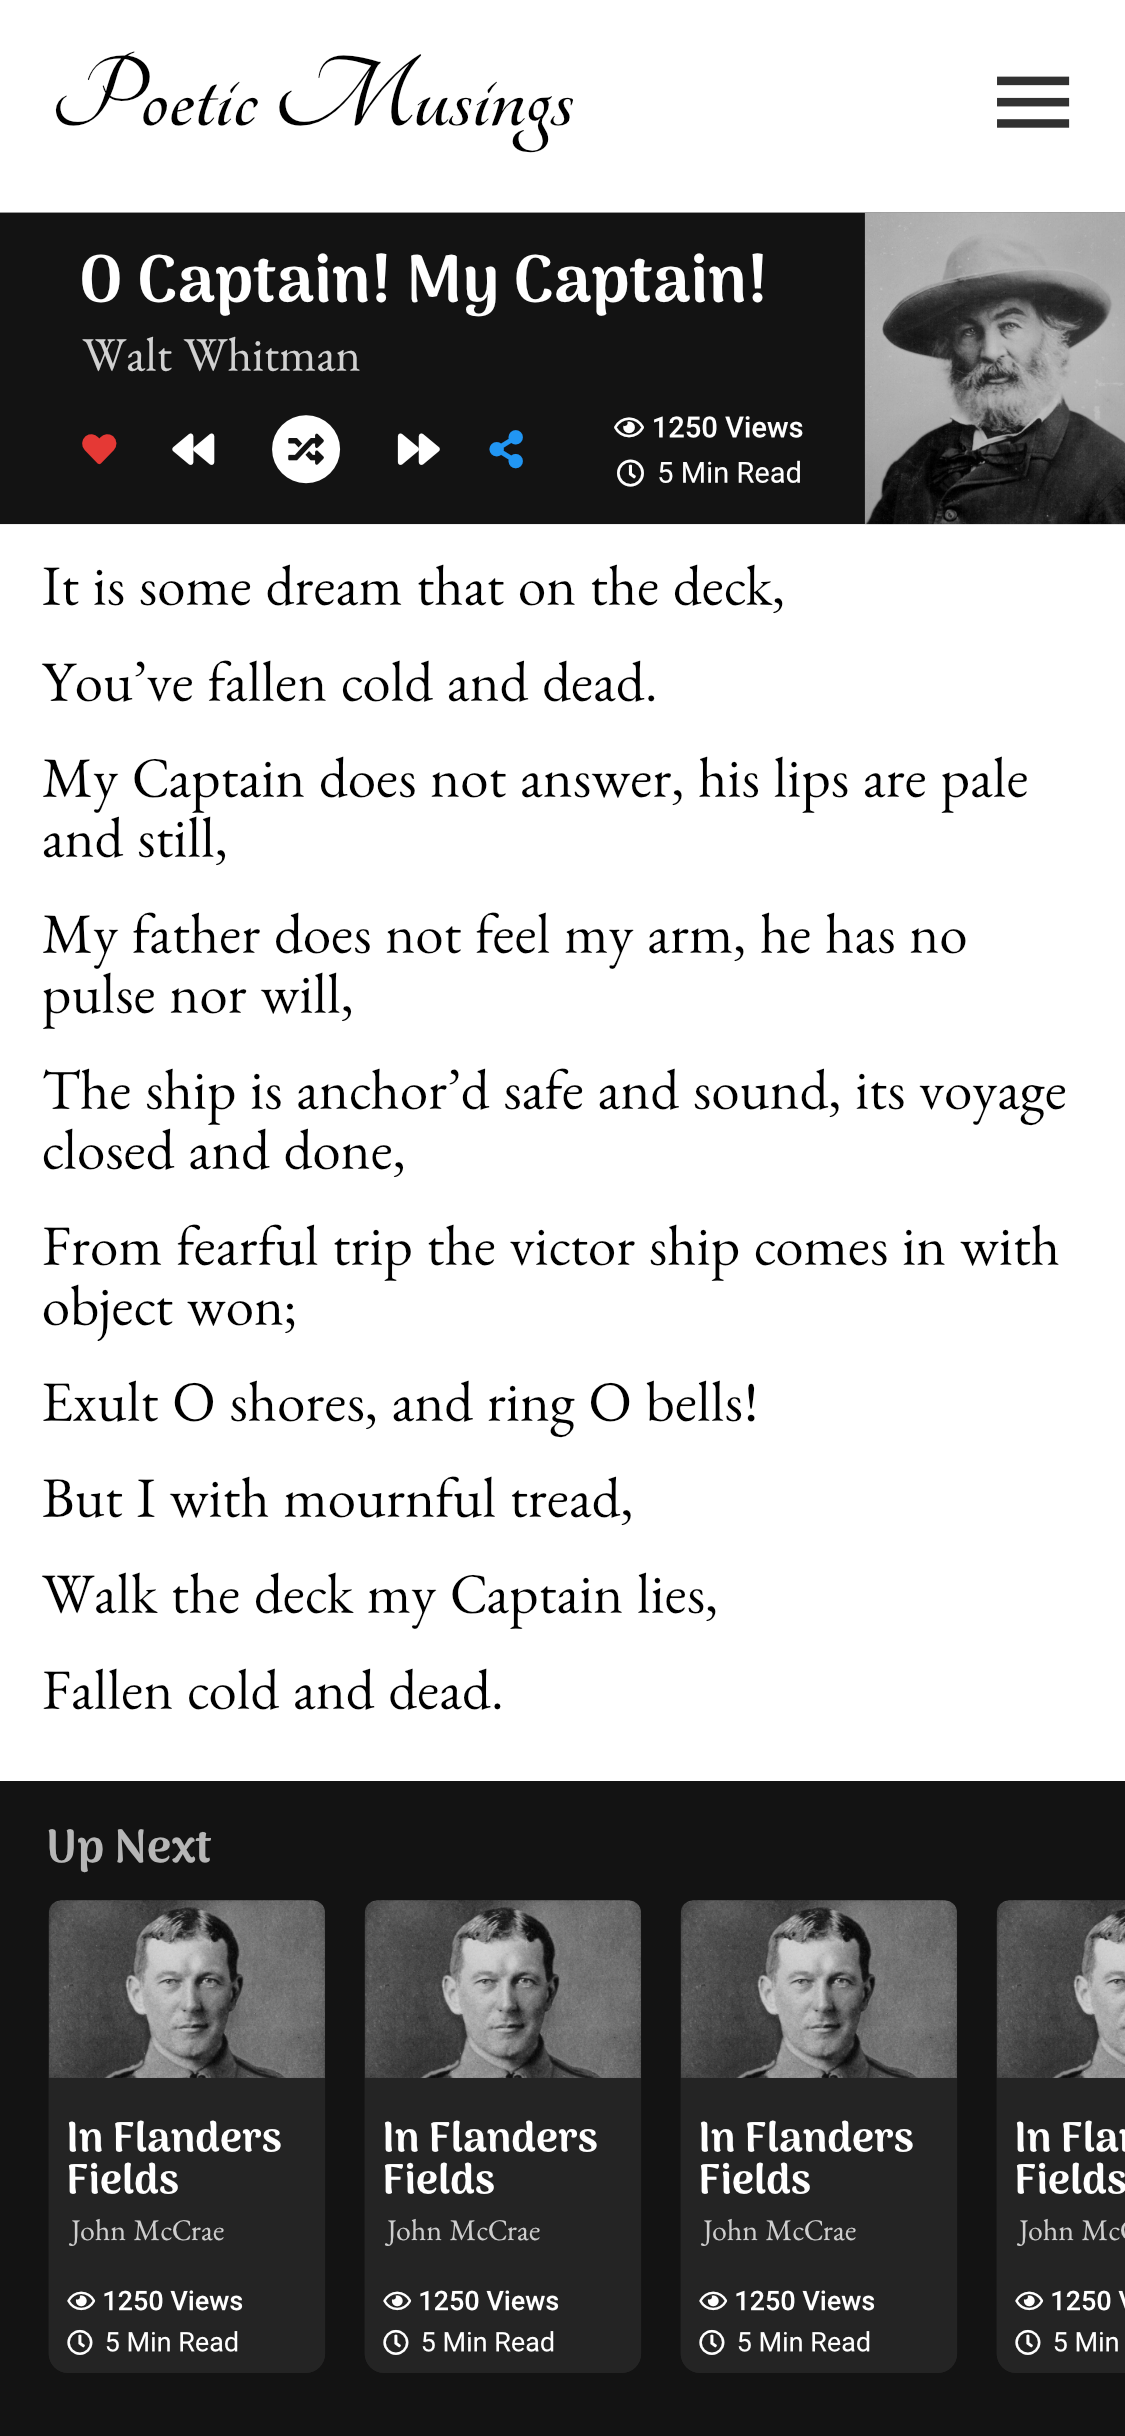 Poetic Musings
O Captain! My Captain!
Walt Whitman
1250 Views
5 Min Read
It is some dream that on the deck,
You’ve fallen cold and dead.
My Captain does not answer, his lips are pale
and still,
My father does not feel my arm, he has no
pulse nor will,
The ship is anchor’d safe and sound, its voyage
closed and done,
From fearful trip the victor ship comes in with
object won;
Exult O shores, and ring O bells!
But I with mournful tread,
Walk the deck my Captain lies,
Fallen cold and dead.
Up Next
In Flanders
Fields
John McCrae
1250 Views
5 Min Read
In Flanders
Fields
John McCrae
1250 Views
5 Min Read
In Flanders
Fields
John McCrae
1250 Views
5 Min Read
In Fla
Fields
John Mc
1250
5 Min